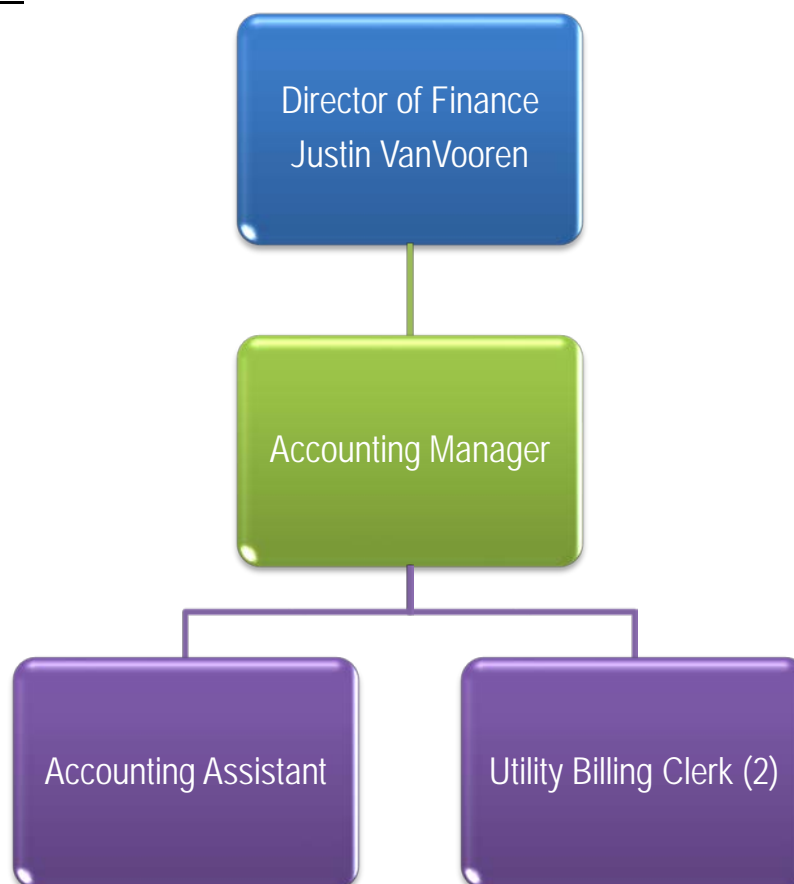 Director of Finance
Justin VanVooren
Accounting Manager
Accounting Assistant
Utility Billing Clerk (2)